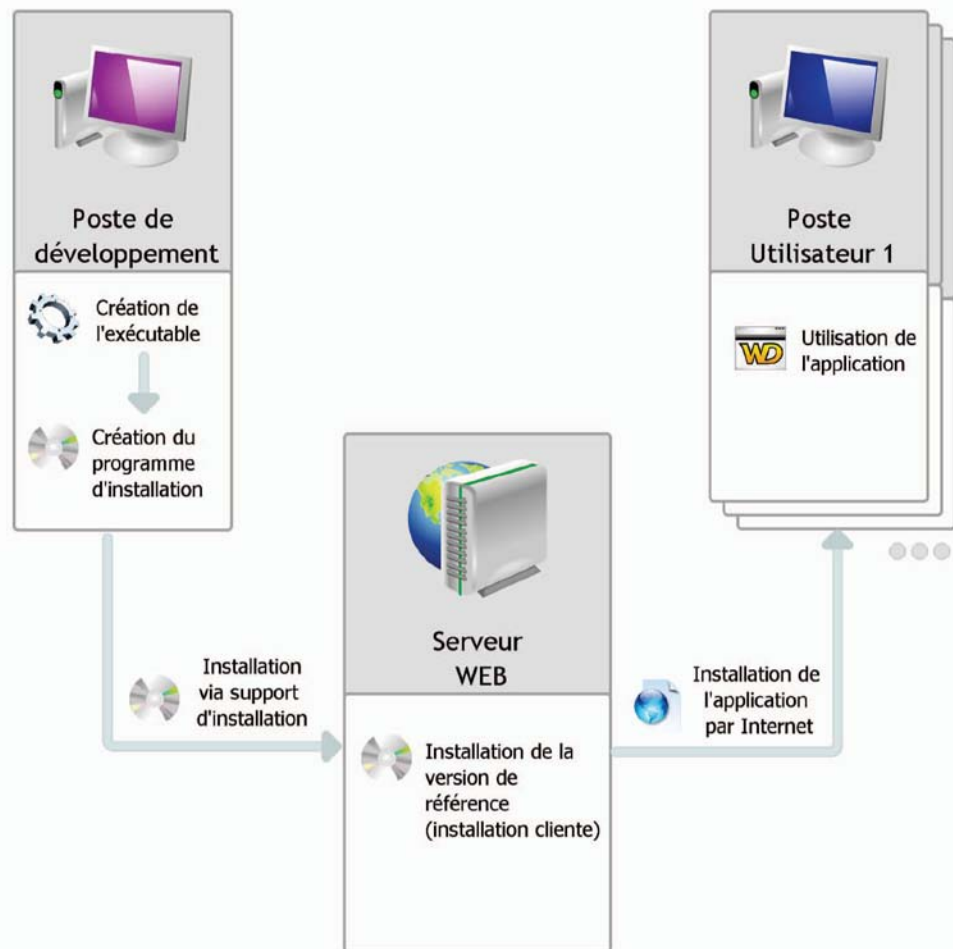 Poste de
développement
Création de
l'exécutable
Création du
programme
d'installation
Installation
via support
d'installation
Serveur
WEB
Installation de la
version de
référence
(installation cliente)
Installation de
l'application
par Internet
Poste
Utilisateur 1
WD
Utilisation de
l'application